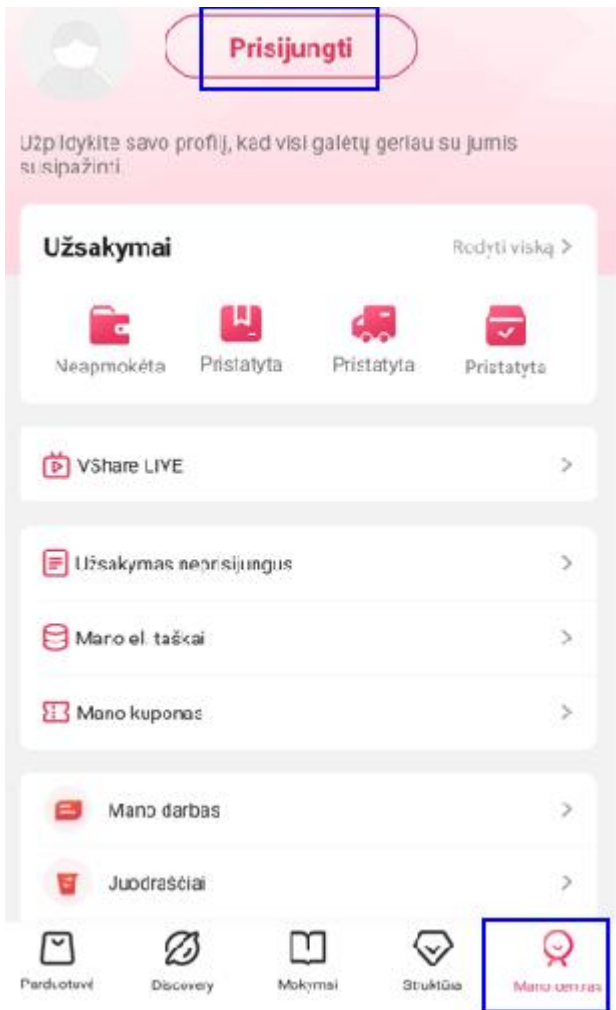 Prisijungti
Užpildykite savo profilį, kad visi galėtų geriau su jumis
susipažinti
Užsakymai
Rodyti viską >
Neapmokėta
Pristatyta
Pristatyta
Pristatyta
VShare LIVE
Užsakymas neprisijungus
Mano el. taškai
Mano kuponas
Mano darbas
Juodraščiai
Parduotuvė
Discovery
Mokymai
Struktūra
Mano centras